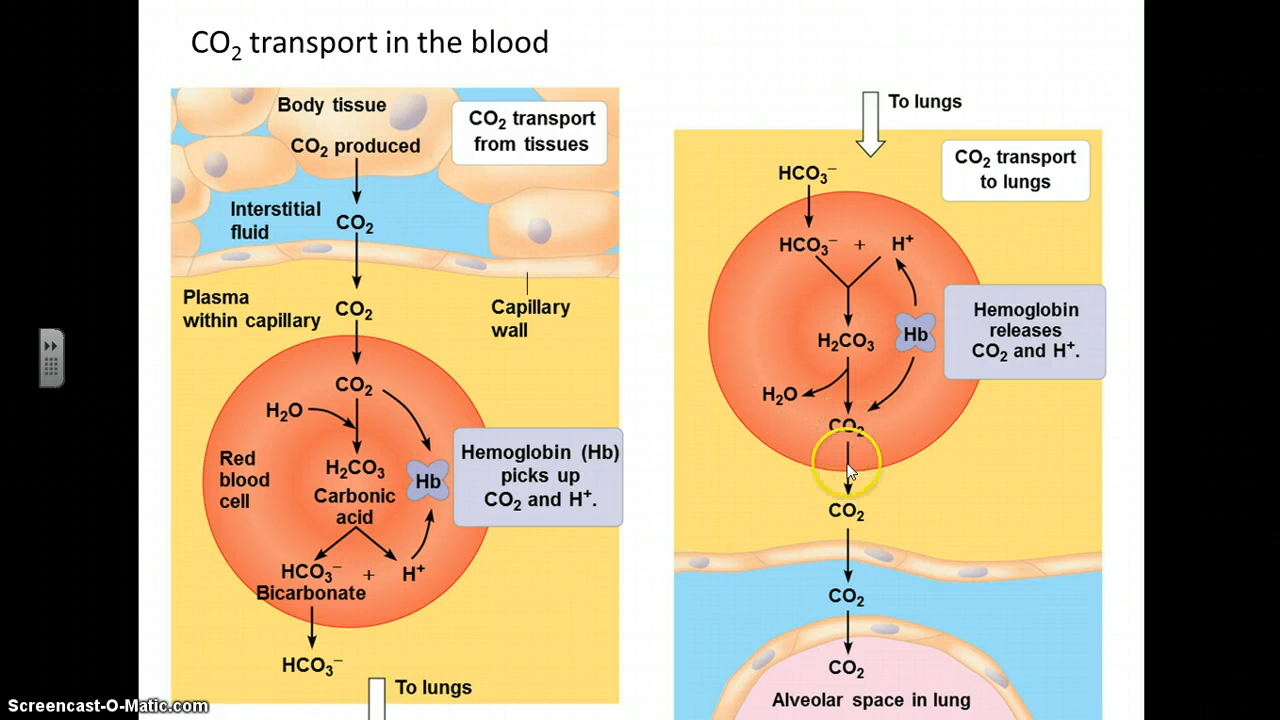 CO₂ transport in the blood
Body tissue
CO₂ produced
CO₂ transport
from tissues
Interstitial
fluid
CO₂
Plasma
within capillary
CO₂
Capillary
wall
CO₂
H₂O
Red
blood
cell
H₂CO₃
Carbonic
acid
Hb
Hemoglobin (Hb)
picks up
CO₂ and H⁺.
HCO₃⁻ + H⁺
Bicarbonate
HCO₃⁻
To lungs
To lungs
CO₂ transport
to lungs
HCO₃⁻
HCO₃⁻ + H⁺
H₂CO₃
Hb
Hemoglobin
releases
CO₂ and H⁺.
H₂O
CO₂
CO₂
CO₂
CO₂
Alveolar space in lung
Screencast-O-Matic.com